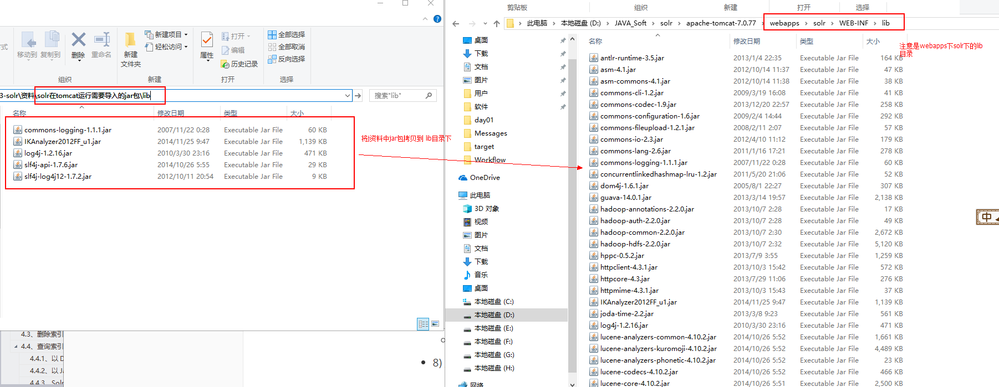 式
移动到
复制到
删除
重命名
新建
文件夹
新建项目
轻松访问
属性
打开
编辑
历史记录
全部选择
全部取消
反向选择
组织
新建
打开
选择
3-solr\资料\solr在tomcat运行需要导入的jar包\lib
搜索"lib"
名称 修改日期 类型 大小
commons-logging-1.1.1.jar 2007/11/22 0:28 Executable Jar File 60 KB
IKAnalyzer2012FF_u1.jar 2014/11/25 9:47 Executable Jar File 1,139 KB
log4j-1.2.16.jar 2010/3/30 23:16 Executable Jar File 471 KB
slf4j-api-1.7.6.jar 2014/10/26 5:55 Executable Jar File 29 KB
slf4j-log4j12-1.7.2.jar 2012/10/11 20:54 Executable Jar File 9 KB
将j资料中jar包拷贝到 lib目录下
4.3、删除索引
4.4、查询索引
4.4.1、以 D
4.4.2、以 Ja
4.4.3、Solr
8)
剪贴板 组织 新建 打开 选择
此电脑 › 本地磁盘 (D:) › JAVA_Soft › solr › apache-tomcat-7.0.77 › webapps › solr › WEB-INF › lib
注意是webapps下solr下的lib
目录
桌面
下载
文档
图片
用户
软件
day01
Messages
target
Workflow
OneDrive
此电脑
3D 对象
视频
图片
文档
下载
音乐
桌面
本地磁盘 (C:)
本地磁盘 (D:)
本地磁盘 (E:)
本地磁盘 (F:)
本地磁盘 (G:)
本地磁盘 (H:)
网络
名称 修改日期 类型 大小
antlr-runtime-3.5.jar 2013/1/4 22:35 Executable Jar File 164 KB
asm-4.1.jar 2012/10/14 11:37 Executable Jar File 47 KB
asm-commons-4.1.jar 2012/10/14 11:38 Executable Jar File 38 KB
commons-cli-1.2.jar 2009/3/19 16:08 Executable Jar File 41 KB
commons-codec-1.9.jar 2013/12/20 22:57 Executable Jar File 258 KB
commons-configuration-1.6.jar 2009/2/4 14:44 Executable Jar File 292 KB
commons-fileupload-1.2.1.jar 2008/2/11 2:07 Executable Jar File 57 KB
commons-io-2.3.jar 2012/4/10 11:12 Executable Jar File 179 KB
commons-lang-2.6.jar 2011/1/16 17:21 Executable Jar File 278 KB
commons-logging-1.1.1.jar 2007/11/22 0:28 Executable Jar File 60 KB
concurrentlinkedhashmap-lru-1.2.jar 2011/5/20 21:06 Executable Jar File 52 KB
dom4j-1.6.1.jar 2005/8/1 22:27 Executable Jar File 307 KB
guava-14.0.1.jar 2013/3/14 19:57 Executable Jar File 2,138 KB
hadoop-annotations-2.2.0.jar 2013/10/7 2:28 Executable Jar File 17 KB
hadoop-auth-2.2.0.jar 2013/10/7 2:28 Executable Jar File 49 KB
hadoop-common-2.2.0.jar 2013/10/7 2:30 Executable Jar File 2,672 KB
hadoop-hdfs-2.2.0.jar 2013/10/7 2:32 Executable Jar File 5,120 KB
hppc-0.5.2.jar 2013/7/9 3:55 Executable Jar File 1,259 KB
httpclient-4.3.1.jar 2013/10/3 15:42 Executable Jar File 572 KB
httpcore-4.3.jar 2013/7/29 11:06 Executable Jar File 276 KB
httpmime-4.3.1.jar 2013/10/3 15:43 Executable Jar File 37 KB
IKAnalyzer2012FF_u1.jar 2014/11/25 9:47 Executable Jar File 1,139 KB
joda-time-2.2.jar 2013/3/8 9:23 Executable Jar File 561 KB
log4j-1.2.16.jar 2010/3/30 23:16 Executable Jar File 471 KB
lucene-analyzers-common-4.10.2.jar 2014/10/26 5:52 Executable Jar File 1,661 KB
lucene-analyzers-kuromoji-4.10.2.jar 2014/10/26 5:52 Executable Jar File 4,489 KB
lucene-analyzers-phonetic-4.10.2.jar 2014/10/26 5:52 Executable Jar File 23 KB
lucene-codecs-4.10.2.jar 2014/10/26 5:52 Executable Jar File 466 KB
lucene-core-4.10.2.jar 2014/10/26 5:51 Executable Jar File 2,500 KB
中